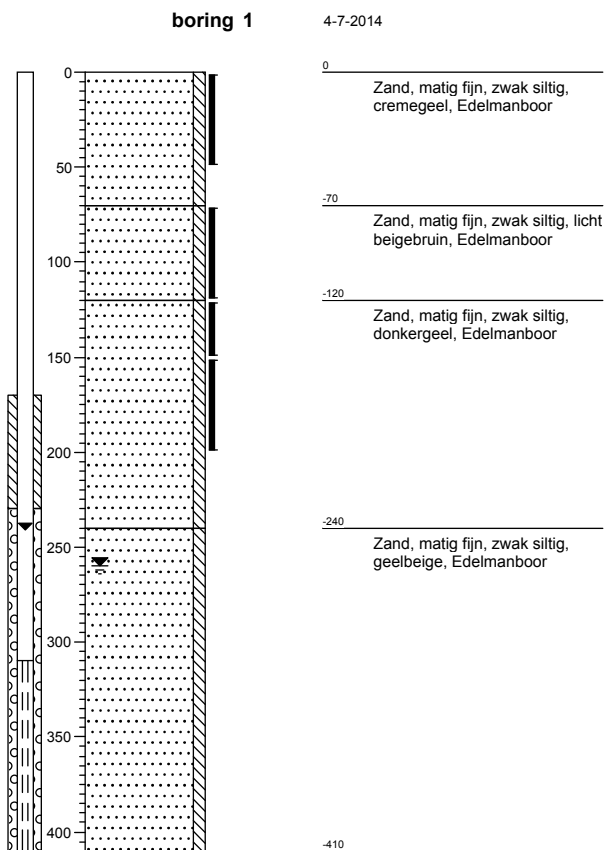 boring 1
4-7-2014
0
0
Zand, matig fijn, zwak siltig,
cremegeel, Edelmanboor
50
-70
Zand, matig fijn, zwak siltig, licht
beigebruin, Edelmanboor
100
-120
Zand, matig fijn, zwak siltig,
donkergeel, Edelmanboor
150
200
-240
Zand, matig fijn, zwak siltig,
geelbeige, Edelmanboor
250
300
350
400
-410